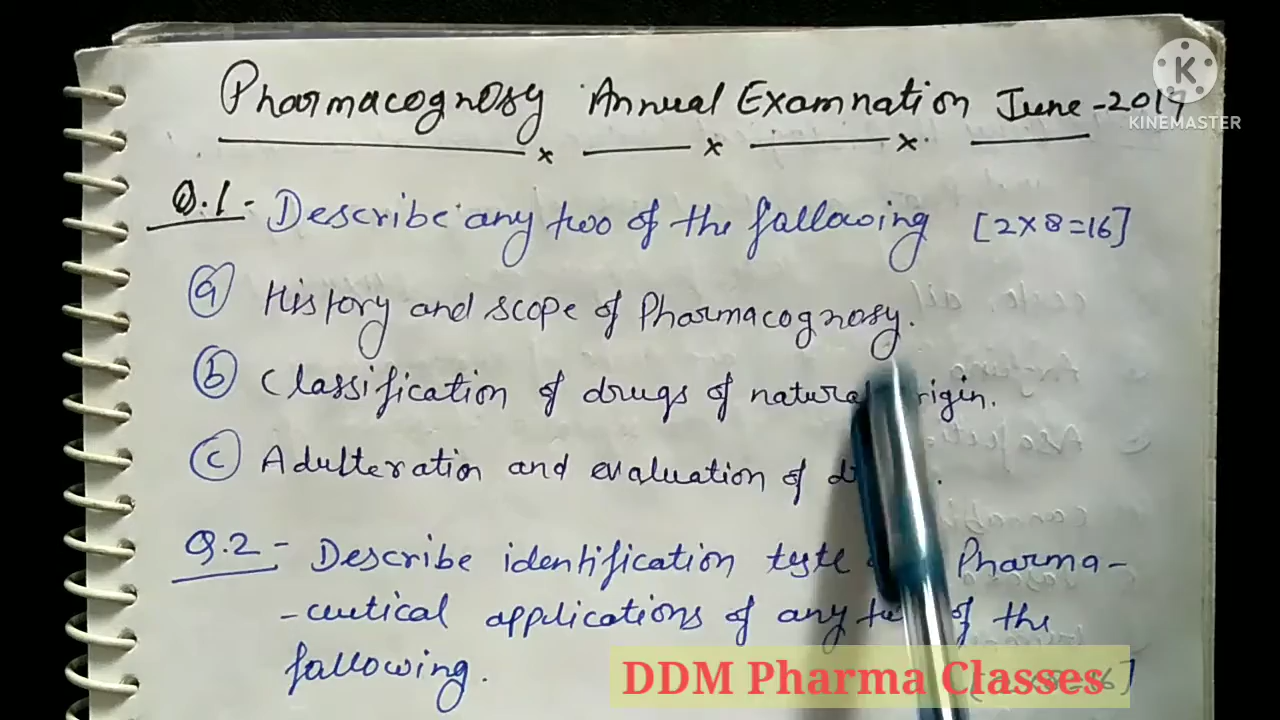 Pharmacognosy Annual Examnation June-2019
KINEMASTER
Q.1- Describe any two of the following [2×8=16]
(a) History and scope of Pharmacognosy.
(b) Classification of drugs of natural rigin.
(c) Adulteration and evaluation of
Q.2- Describe identification Pharma-
-ceutical applications of any of the
following.
DDM Pharma Classes